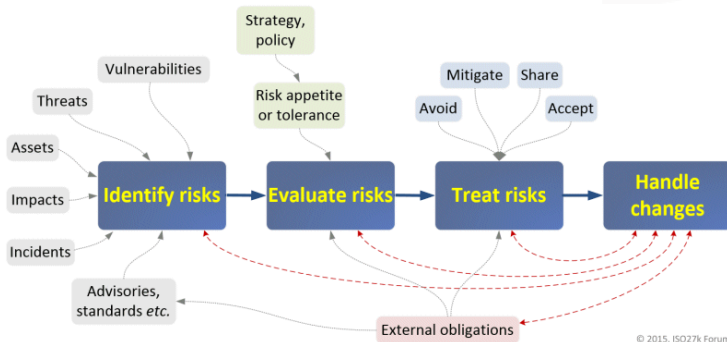 Strategy,
policy
Vulnerabilities
Mitigate
Share
Threats
Risk appetite
or tolerance
Avoid
Accept
Assets
Identify risks
Evaluate risks
Treat risks
Handle
changes
Impacts
Incidents
Advisories,
standards etc.
External obligations
© 2015, ISO27k Forum